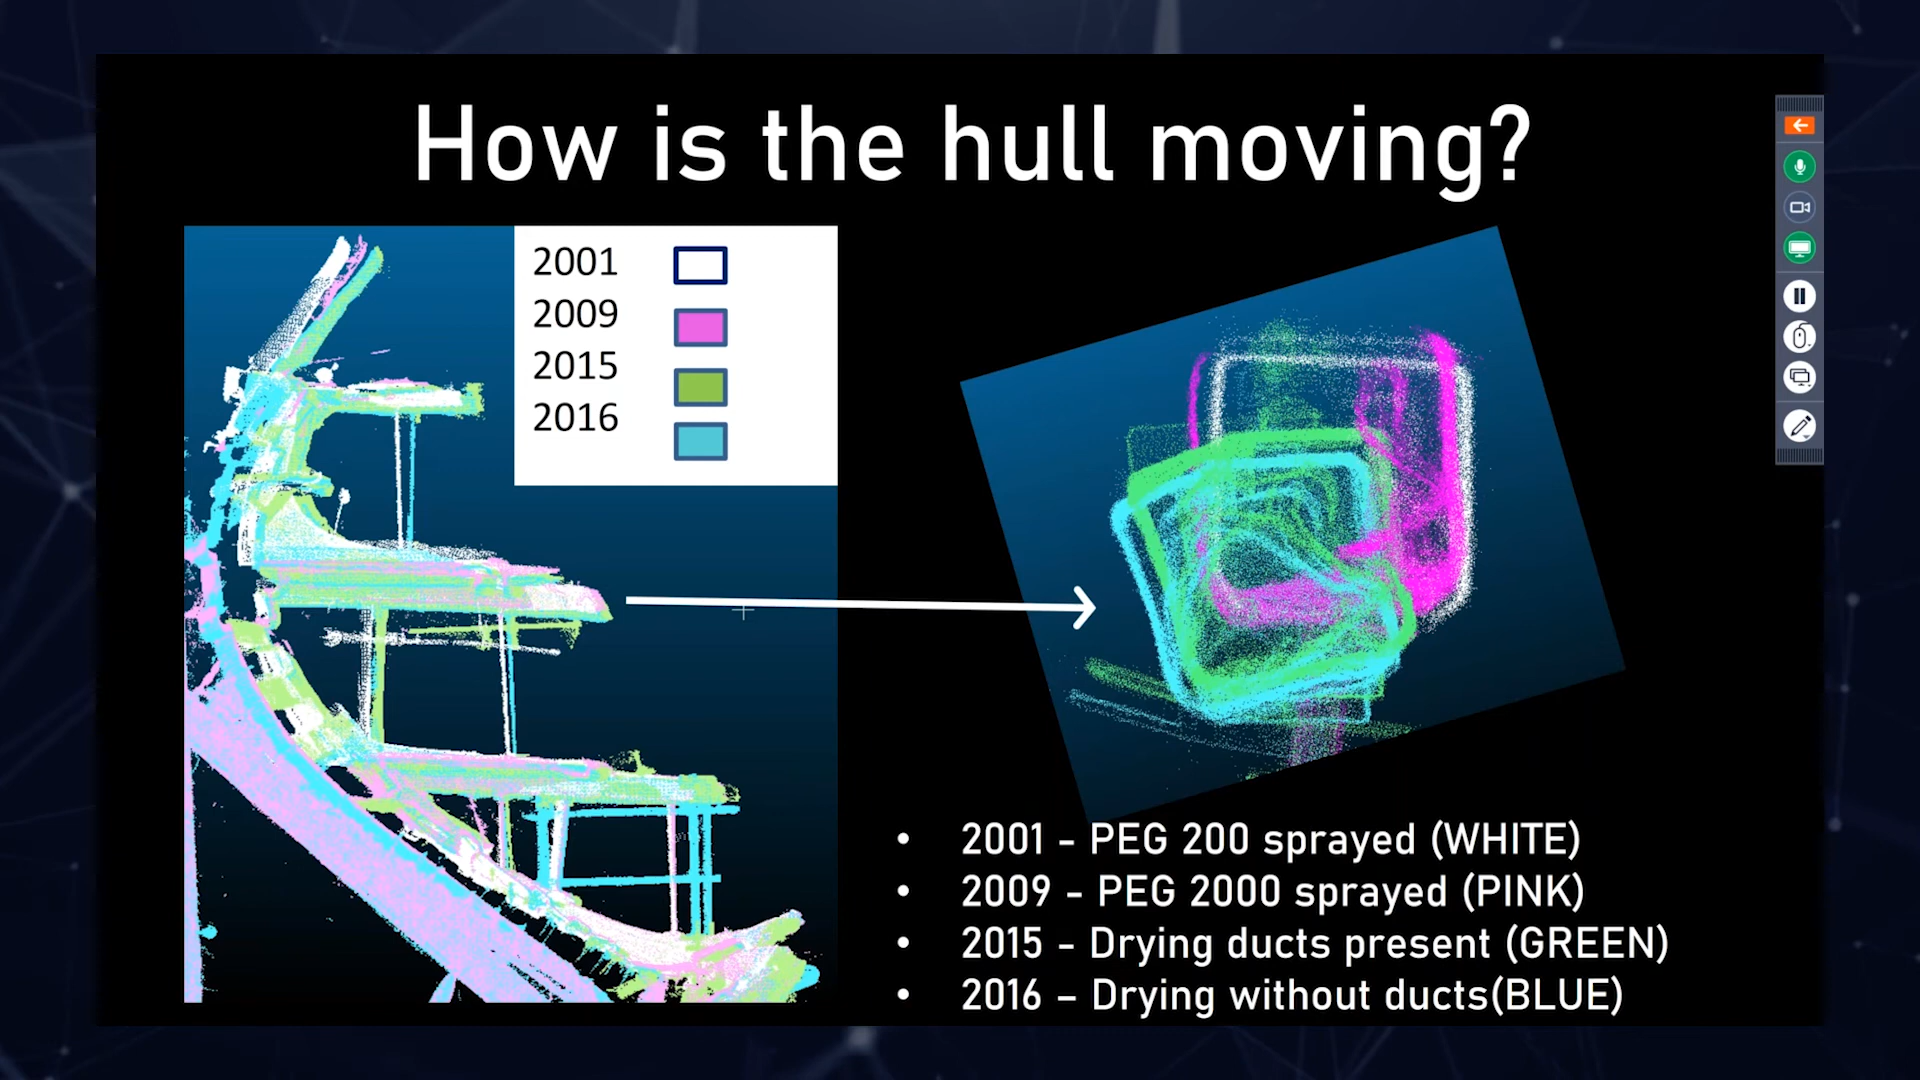 How is the hull moving?
2001
2009
2015
2016
• 2001 - PEG 200 sprayed (WHITE)
• 2009 - PEG 2000 sprayed (PINK)
• 2015 - Drying ducts present (GREEN)
• 2016 – Drying without ducts(BLUE)